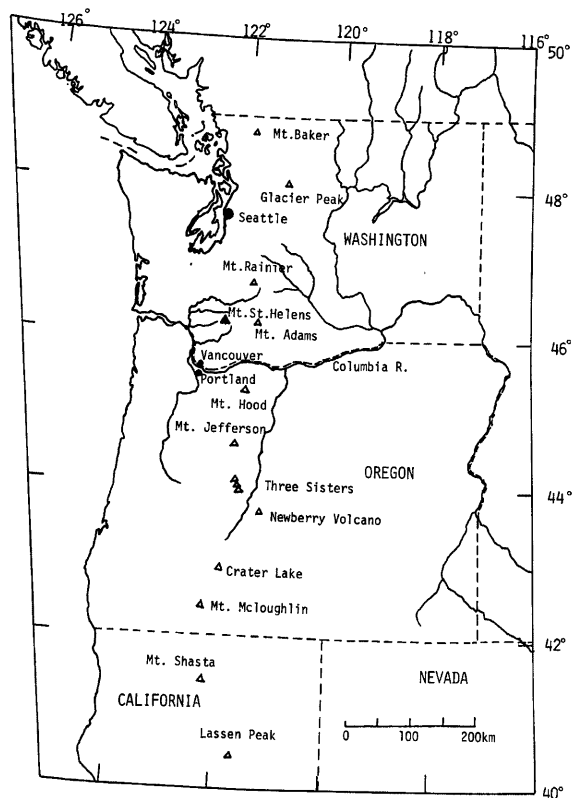 126°
124°
122°
120°
118°
116°
50°
Mt.Baker
Glacier Peak
48°
Seattle
WASHINGTON
Mt.Rainier
Mt.St.Helens
Mt. Adams
46°
Vancouver
Columbia R.
Portland
Mt. Hood
Mt. Jefferson
OREGON
Three Sisters
44°
Newberry Volcano
Crater Lake
Mt. Mcloughlin
42°
Mt. Shasta
NEVADA
CALIFORNIA
Lassen Peak
0 100 200km
40°